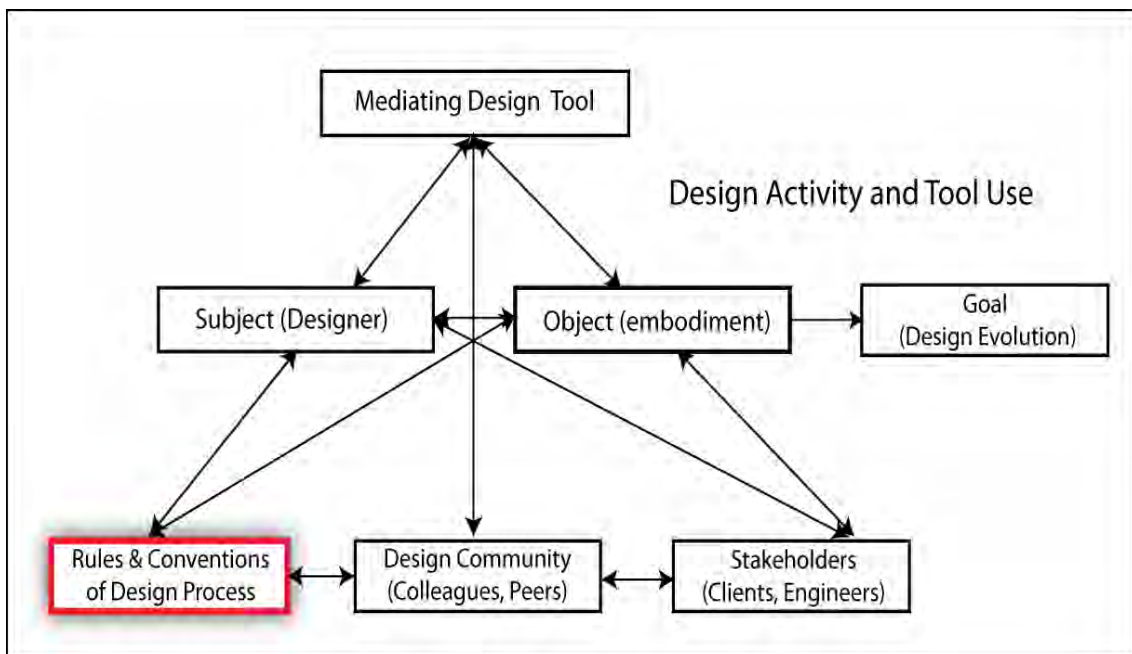 Mediating Design Tool
Design Activity and Tool Use
Subject (Designer)
Object (embodiment)
Goal
(Design Evolution)
Rules & Conventions
of Design Process
Design Community
(Colleagues, Peers)
Stakeholders
(Clients, Engineers)